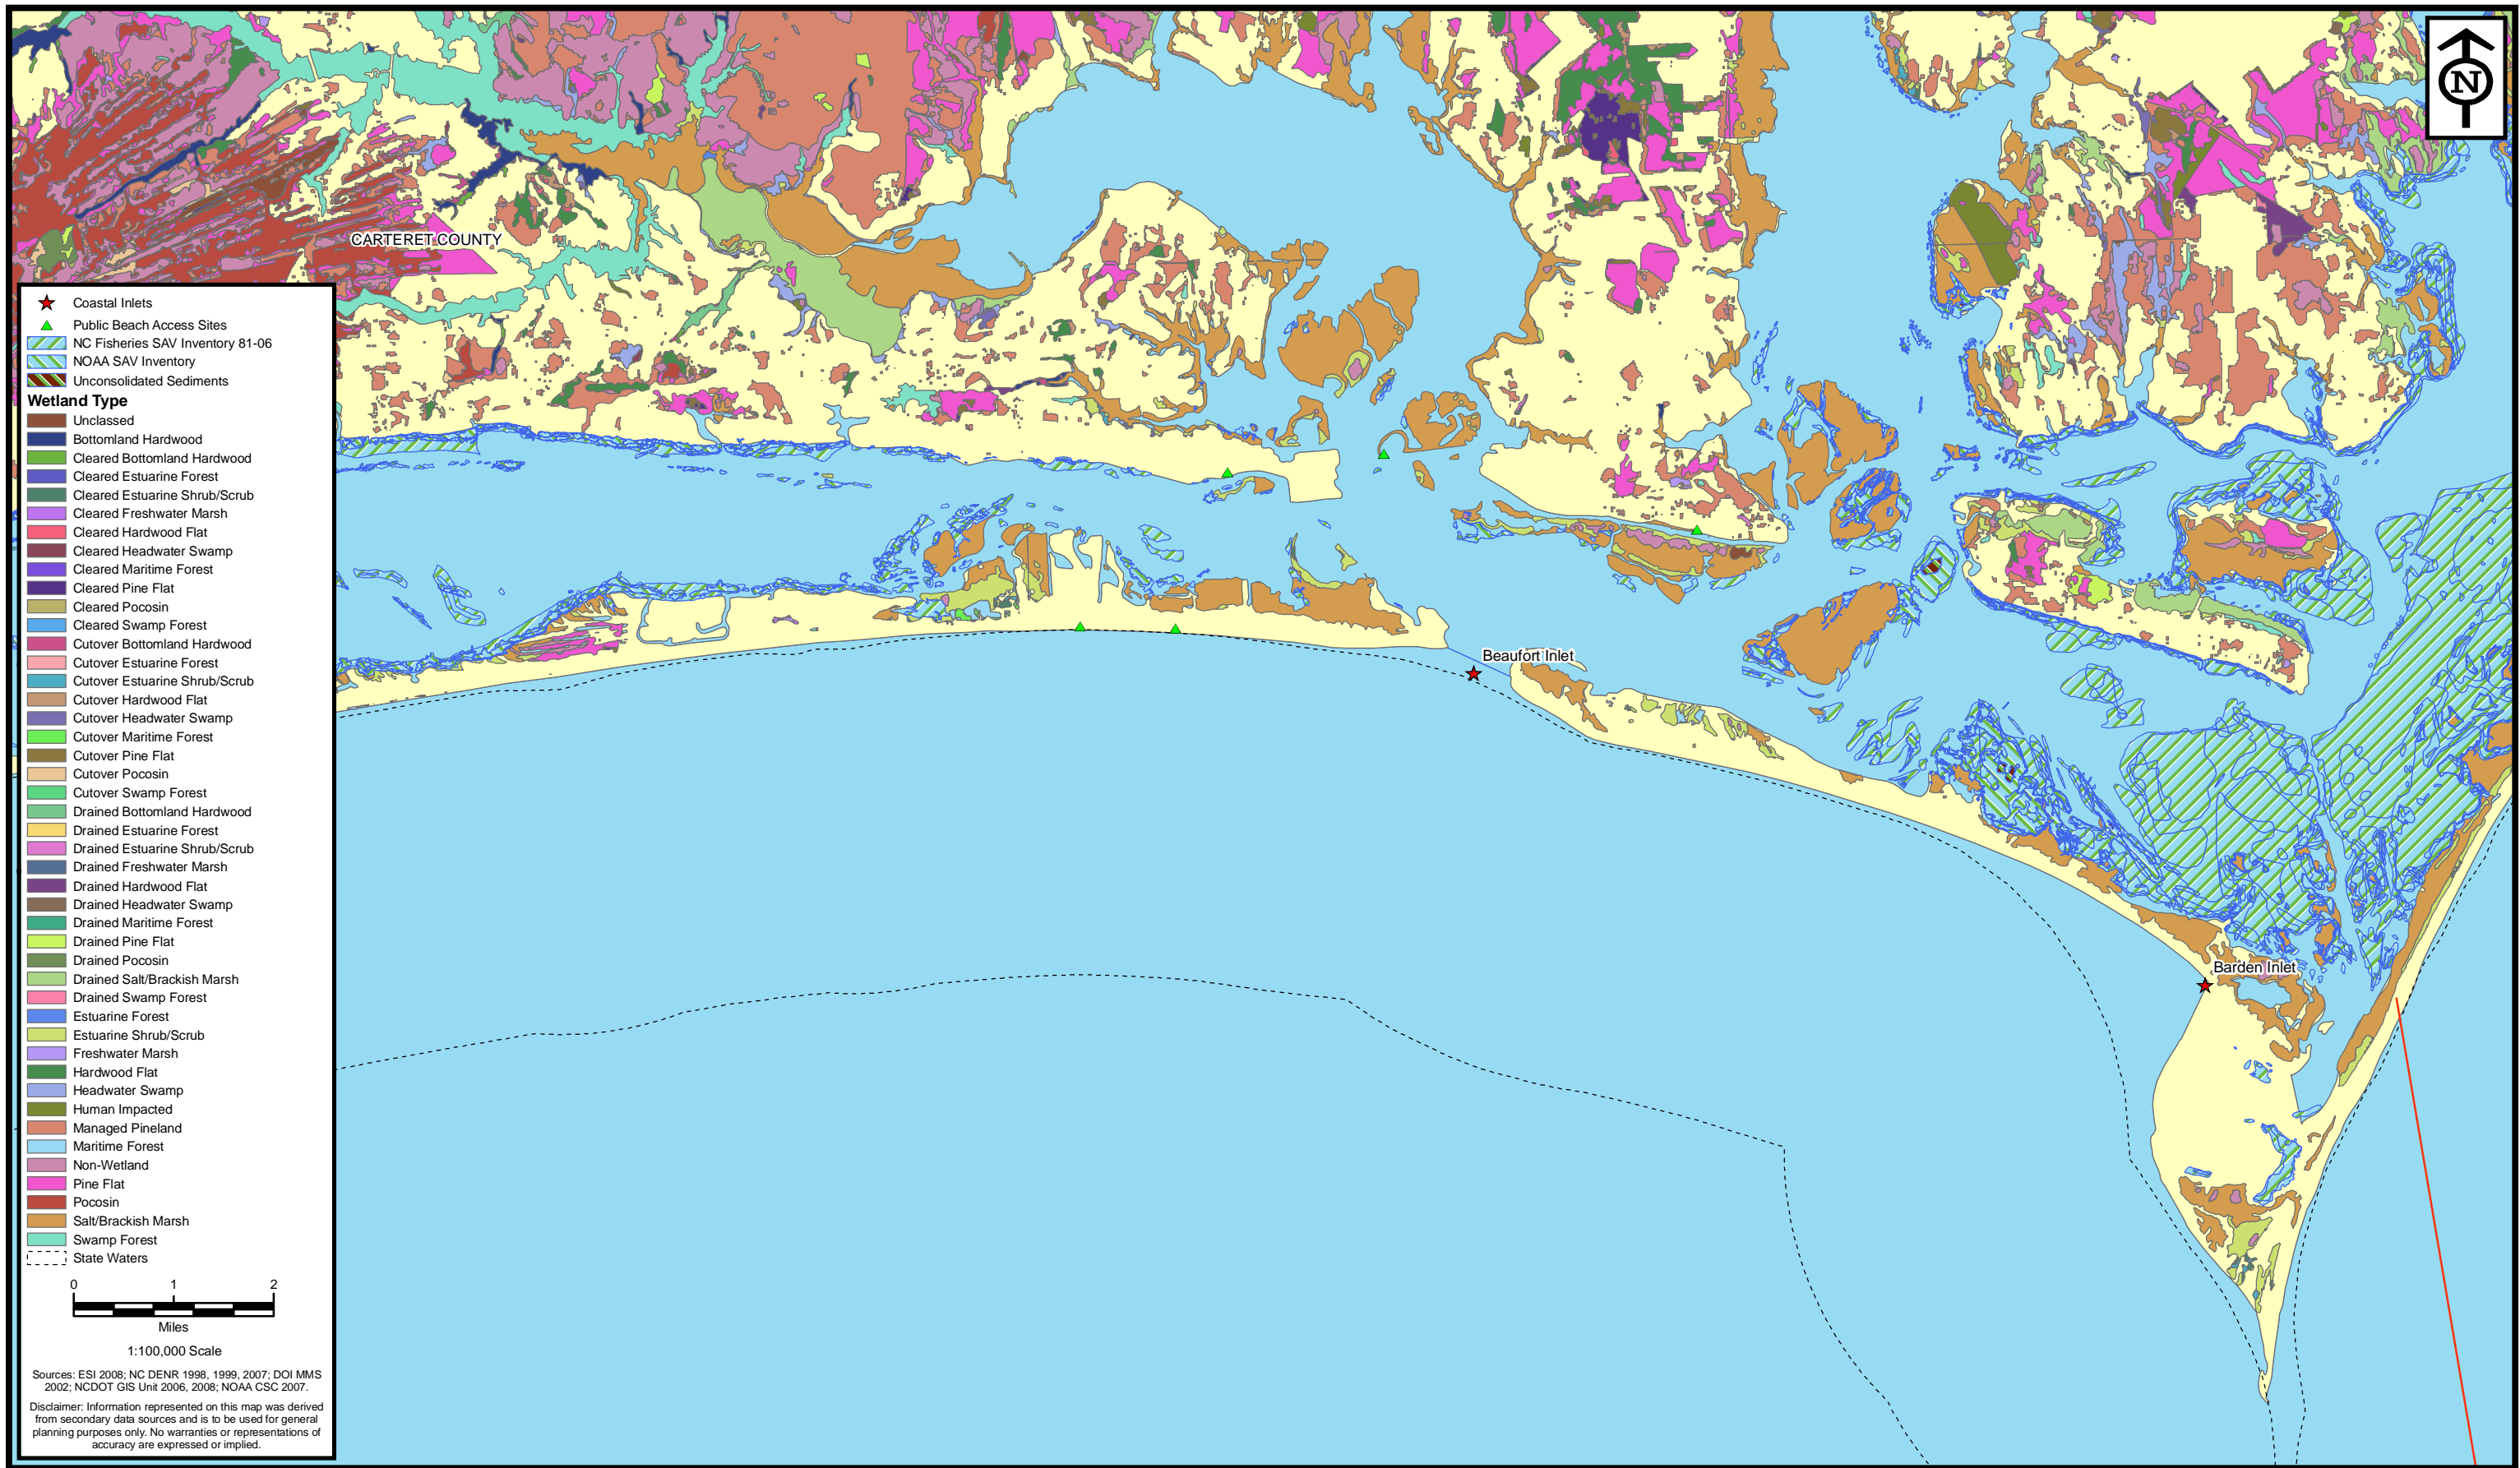 N
CARTERET COUNTY
Coastal Inlets
Public Beach Access Sites
NC Fisheries SAV Inventory 81-06
NOAA SAV Inventory
Unconsolidated Sediments
Wetland Type
Unclassed
Bottomland Hardwood
Cleared Bottomland Hardwood
Cleared Estuarine Forest
Cleared Estuarine Shrub/Scrub
Cleared Freshwater Marsh
Cleared Hardwood Flat
Cleared Headwater Swamp
Cleared Maritime Forest
Cleared Pine Flat
Cleared Pocosin
Cleared Swamp Forest
Cutover Bottomland Hardwood
Cutover Estuarine Forest
Cutover Estuarine Shrub/Scrub
Cutover Hardwood Flat
Cutover Headwater Swamp
Cutover Maritime Forest
Cutover Pine Flat
Cutover Pocosin
Cutover Swamp Forest
Drained Bottomland Hardwood
Drained Estuarine Forest
Drained Estuarine Shrub/Scrub
Drained Freshwater Marsh
Drained Hardwood Flat
Drained Headwater Swamp
Drained Maritime Forest
Drained Pine Flat
Drained Pocosin
Drained Salt/Brackish Marsh
Drained Swamp Forest
Estuarine Forest
Estuarine Shrub/Scrub
Freshwater Marsh
Hardwood Flat
Headwater Swamp
Human Impacted
Managed Pineland
Maritime Forest
Non-Wetland
Pine Flat
Pocosin
Salt/Brackish Marsh
Swamp Forest
State Waters
0 1 2
Miles
1:100,000 Scale
Sources: ESI 2008; NC DENR 1998, 1999, 2007; DOI MMS
2002; NCDOT GIS Unit 2006, 2008; NOAA CSC 2007.
Disclaimer: Information represented on this map was derived
from secondary data sources and is to be used for general
planning purposes only. No warranties or representations of
accuracy are expressed or implied.
Beaufort Inlet
Barden Inlet